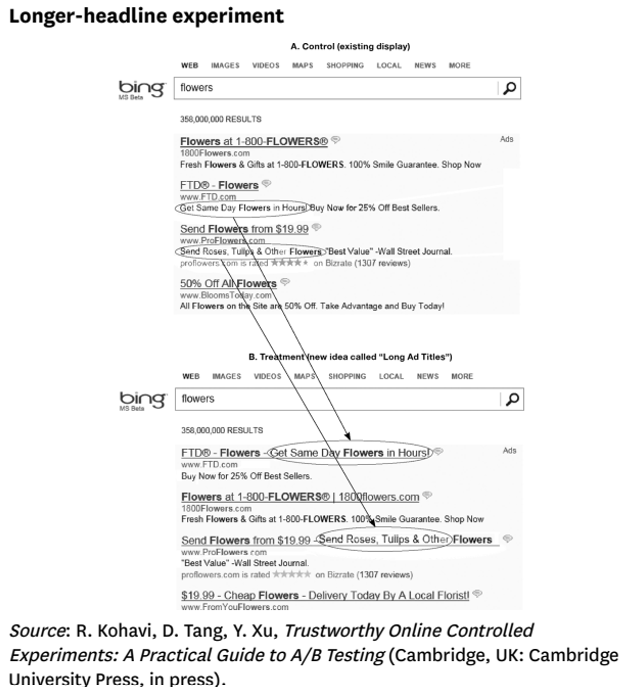 Longer-headline experiment
A. Control (existing display)
WEB IMAGES VIDEOS MAPS SHOPPING LOCAL NEWS MORE
bing
MS Beta
flowers
358,000,000 RESULTS
Flowers at 1-800-FLOWERS®
Ads
1800Flowers.com
Fresh Flowers & Gifts at 1-800-FLOWERS. 100% Smile Guarantee. Shop Now
FTD® - Flowers
www.FTD.com
Get Same Day Flowers in Hours! Buy Now for 25% Off Best Sellers.
Send Flowers from $19.99
www.ProFlowers.com
Send Roses, Tulips & Other Flowers "Best Value" -Wall Street Journal.
proflowers.com is rated ★★★★★ on Bizrate (1307 reviews)
50% Off All Flowers
www.BloomsToday.com
All Flowers on the Site are 50% Off. Take Advantage and Buy Today!
B. Treatment (new idea called “Long Ad Titles”)
WEB IMAGES VIDEOS MAPS SHOPPING LOCAL NEWS MORE
bing
MS Beta
flowers
358,000,000 RESULTS
FTD® - Flowers - Get Same Day Flowers in Hours!
Ads
www.FTD.com
Buy Now for 25% Off Best Sellers.
Flowers at 1-800-FLOWERS® | 1800flowers.com
1800Flowers.com
Fresh Flowers & Gifts at 1-800-FLOWERS. 100% Smile Guarantee. Shop Now
Send Flowers from $19.99 - Send Roses, Tulips & Other Flowers
www.ProFlowers.com
"Best Value" -Wall Street Journal.
proflowers.com is rated ★★★★★ on Bizrate (1307 reviews)
$19.99 - Cheap Flowers - Delivery Today By A Local Florist!
www.FromYouFlowers.com
Source: R. Kohavi, D. Tang, Y. Xu, Trustworthy Online Controlled
Experiments: A Practical Guide to A/B Testing (Cambridge, UK: Cambridge
University Press, in press).